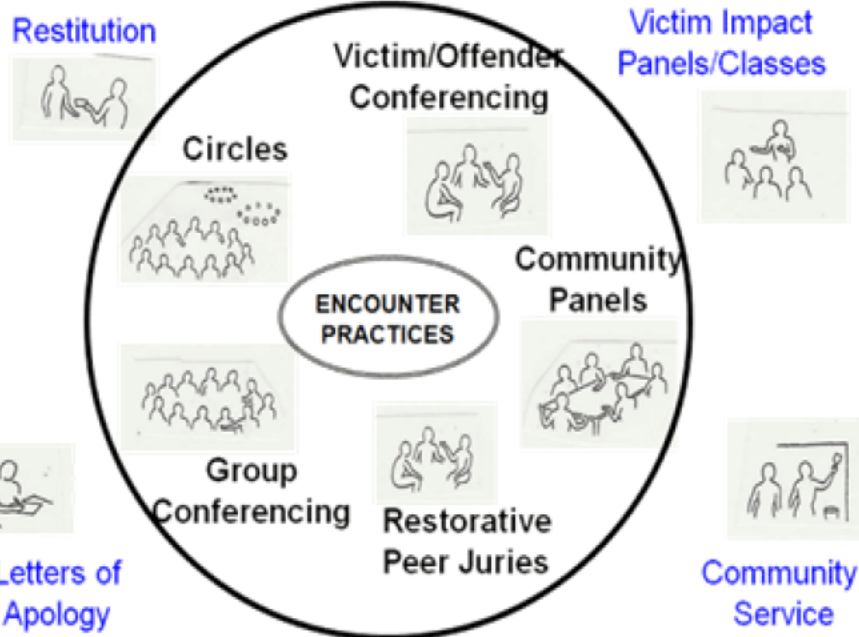 Restitution
Victim/Offender
Conferencing
Victim Impact
Panels/Classes
Circles
Community
Panels
ENCOUNTER
PRACTICES
Group
Conferencing
Restorative
Peer Juries
Letters of
Apology
Community
Service